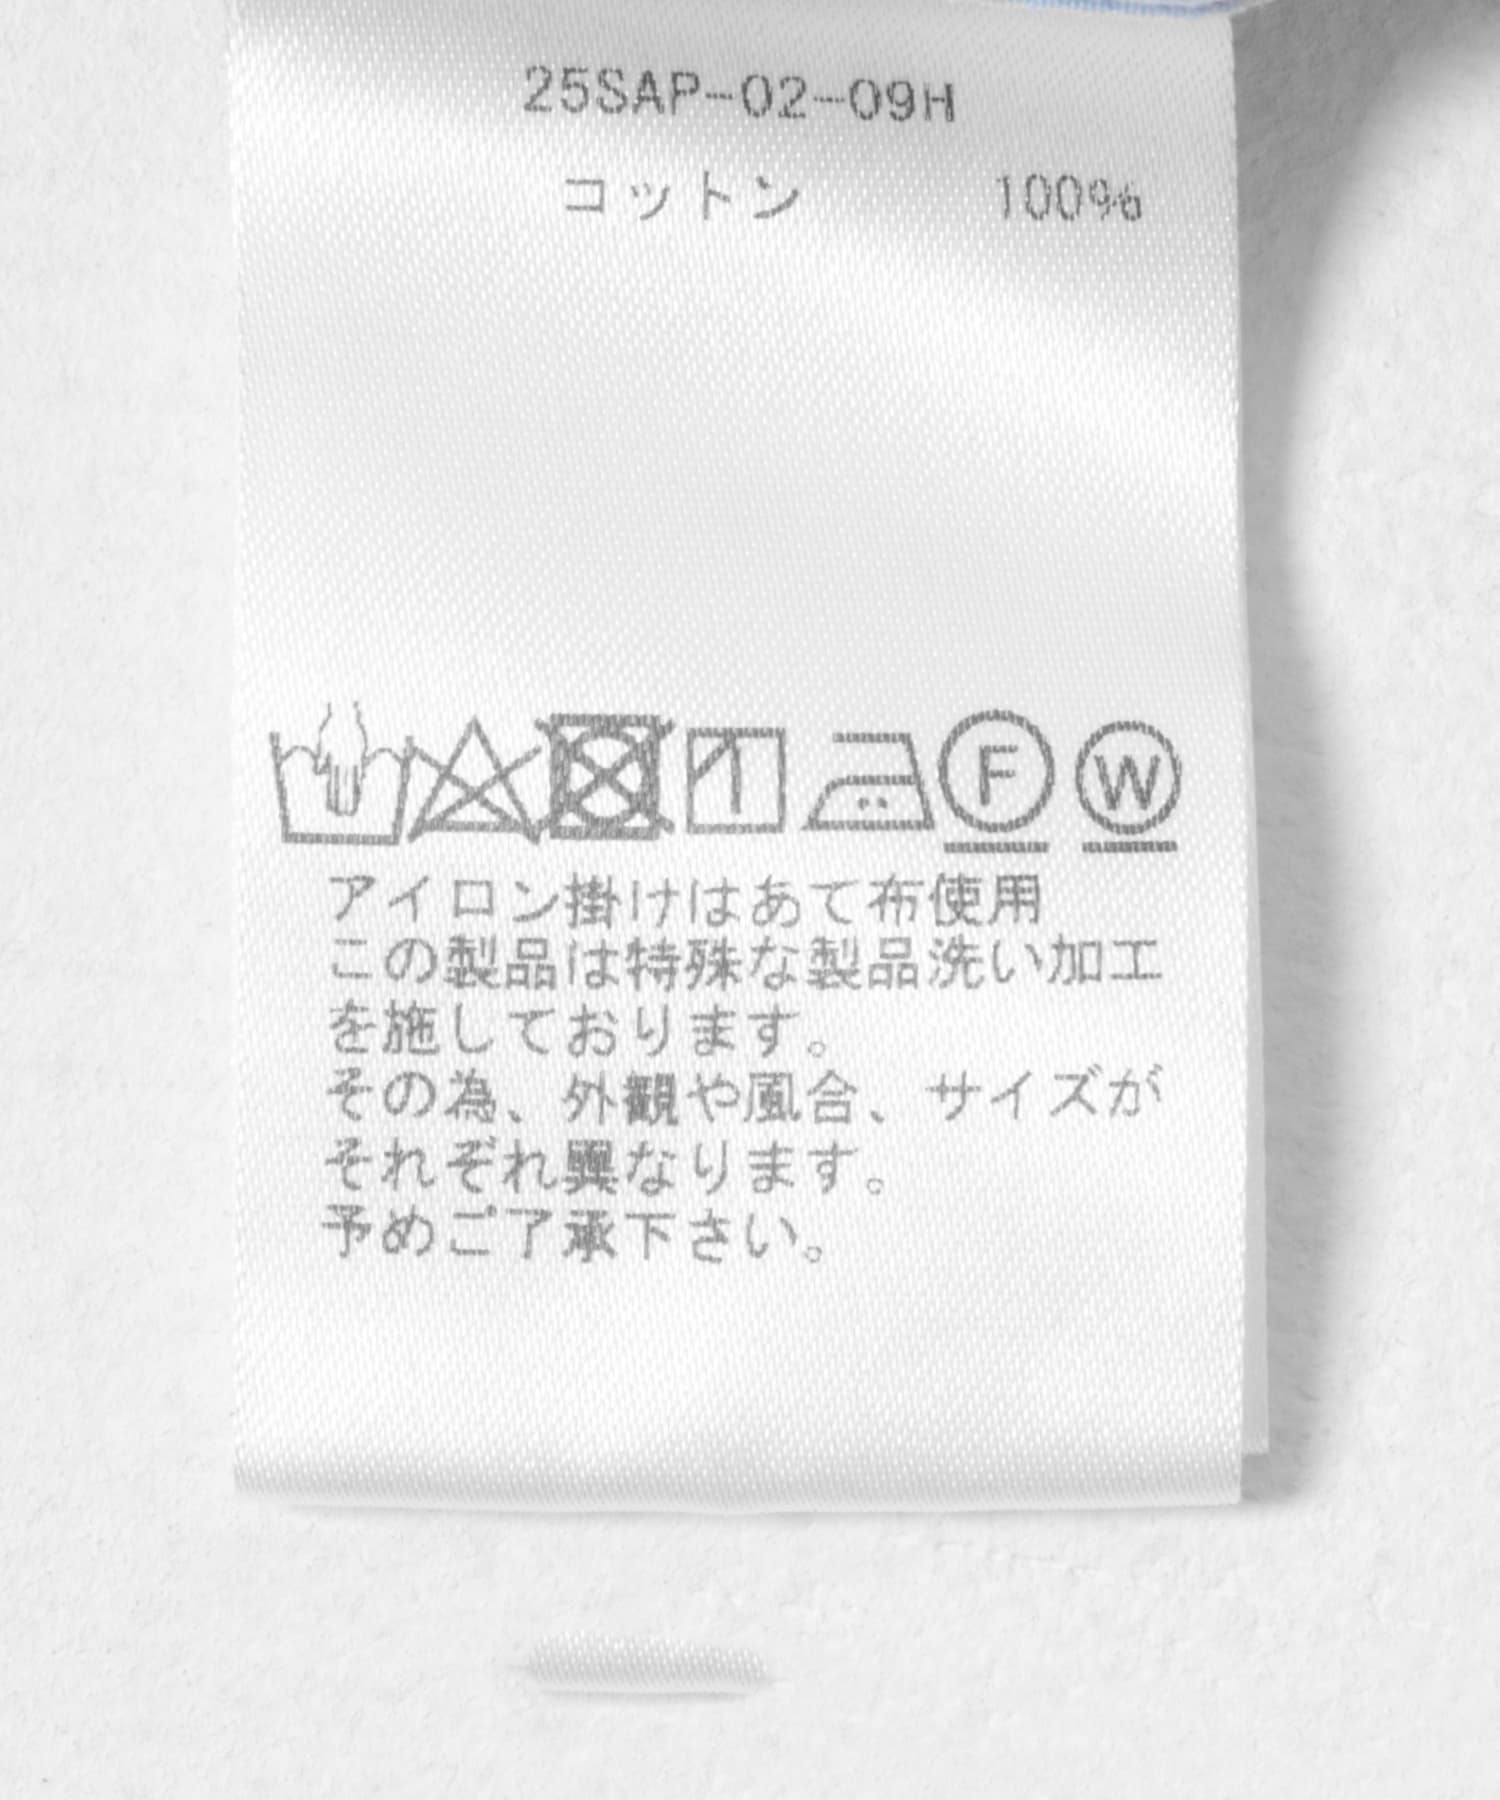 25SAP-02-09H
コットン 100%
F W
アイロン掛けはあて布使用
この製品は特殊な製品洗い加工
を施しております。
その為、外観や風合、サイズが
それぞれ異なります。
予めご了承下さい。